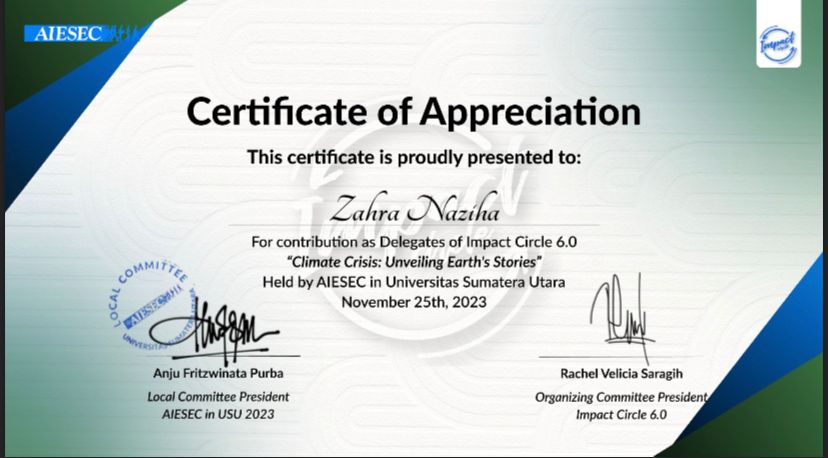 AIESEC
Impact
Certificate of Appreciation
This certificate is proudly presented to:
Zahra Naziha
For contribution as Delegates of Impact Circle 6.0
“Climate Crisis: Unveiling Earth's Stories”
Held by AIESEC in Universitas Sumatera Utara
November 25th, 2023
LOCAL COMMITTEE
AIESEC
UNIVERSITAS SUMATERA UTARA
Anju Fritzwinata Purba
Local Committee President
AIESEC in USU 2023
Rachel Velicia Saragih
Organizing Committee President
Impact Circle 6.0